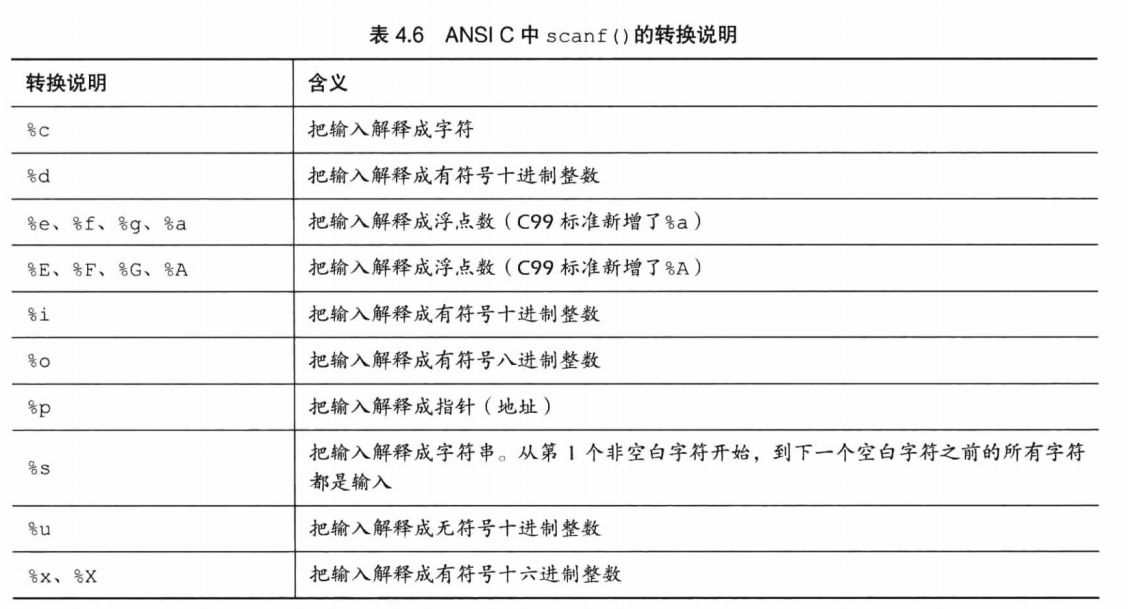 表 4.6 ANSI C 中 scanf()的转换说明
转换说明 含义
%c 把输入解释成字符
%d 把输入解释成有符号十进制整数
%e、%f、%g、%a 把输入解释成浮点数（C99 标准新增了%a）
%E、%F、%G、%A 把输入解释成浮点数（C99 标准新增了%A）
%i 把输入解释成有符号十进制整数
%o 把输入解释成有符号八进制整数
%p 把输入解释成指针（地址）
%s 把输入解释成字符串。从第 1 个非空白字符开始，到下一个空白字符之前的所有字符
都是输入
%u 把输入解释成无符号十进制整数
%x、%X 把输入解释成有符号十六进制整数